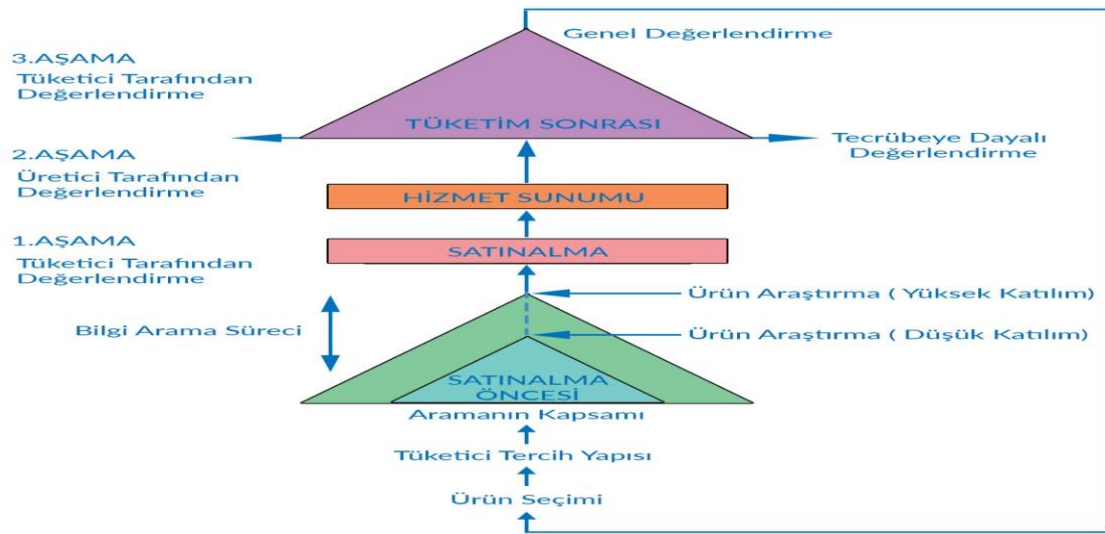 Genel Değerlendirme
3.AŞAMA
Tüketici Tarafından
Değerlendirme
TÜKETİM SONRASI
Tecrübeye Dayalı
Değerlendirme
2.AŞAMA
Üretici Tarafından
Değerlendirme
HİZMET SUNUMU
1.AŞAMA
Tüketici Tarafından
Değerlendirme
SATINALMA
Ürün Araştırma ( Yüksek Katılım)
Bilgi Arama Süreci
Ürün Araştırma ( Düşük Katılım)
SATINALMA
ÖNCESİ
Aramanın Kapsamı
Tüketici Tercih Yapısı
Ürün Seçimi